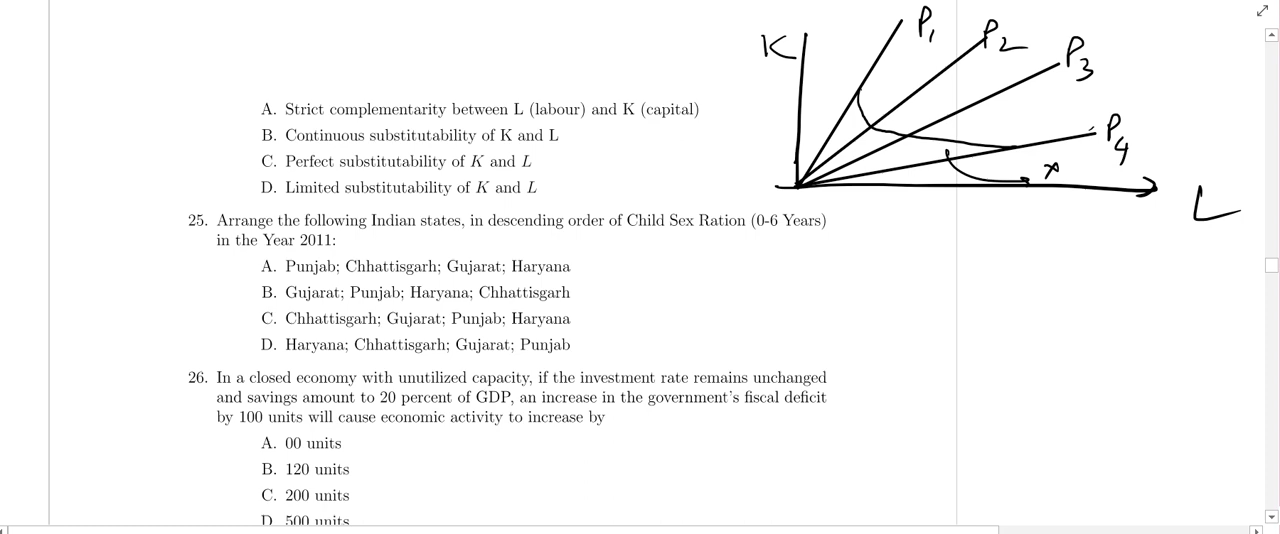 K
P1
P2
P3
P4
x
L
A. Strict complementarity between L (labour) and K (capital)
B. Continuous substitutability of K and L
C. Perfect substitutability of K and L
D. Limited substitutability of K and L
25. Arrange the following Indian states, in descending order of Child Sex Ration (0-6 Years)
in the Year 2011:
A. Punjab; Chhattisgarh; Gujarat; Haryana
B. Gujarat; Punjab; Haryana; Chhattisgarh
C. Chhattisgarh; Gujarat; Punjab; Haryana
D. Haryana; Chhattisgarh; Gujarat; Punjab
26. In a closed economy with unutilized capacity, if the investment rate remains unchanged
and savings amount to 20 percent of GDP, an increase in the government's fiscal deficit
by 100 units will cause economic activity to increase by
A. 00 units
B. 120 units
C. 200 units
D. 500 units